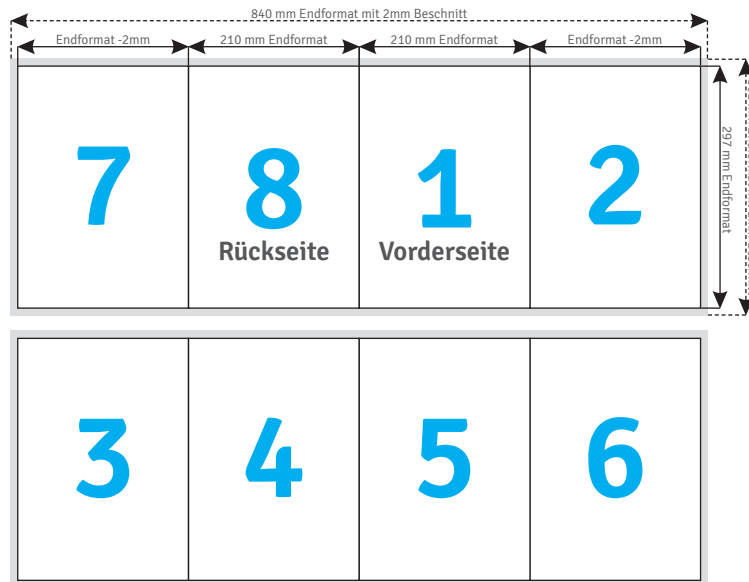 840 mm Endformat mit 2mm Beschnitt
Endformat -2mm 210 mm Endformat 210 mm Endformat Endformat -2mm
297 mm Endformat
7 8 1 2
Rückseite Vorderseite
3 4 5 6